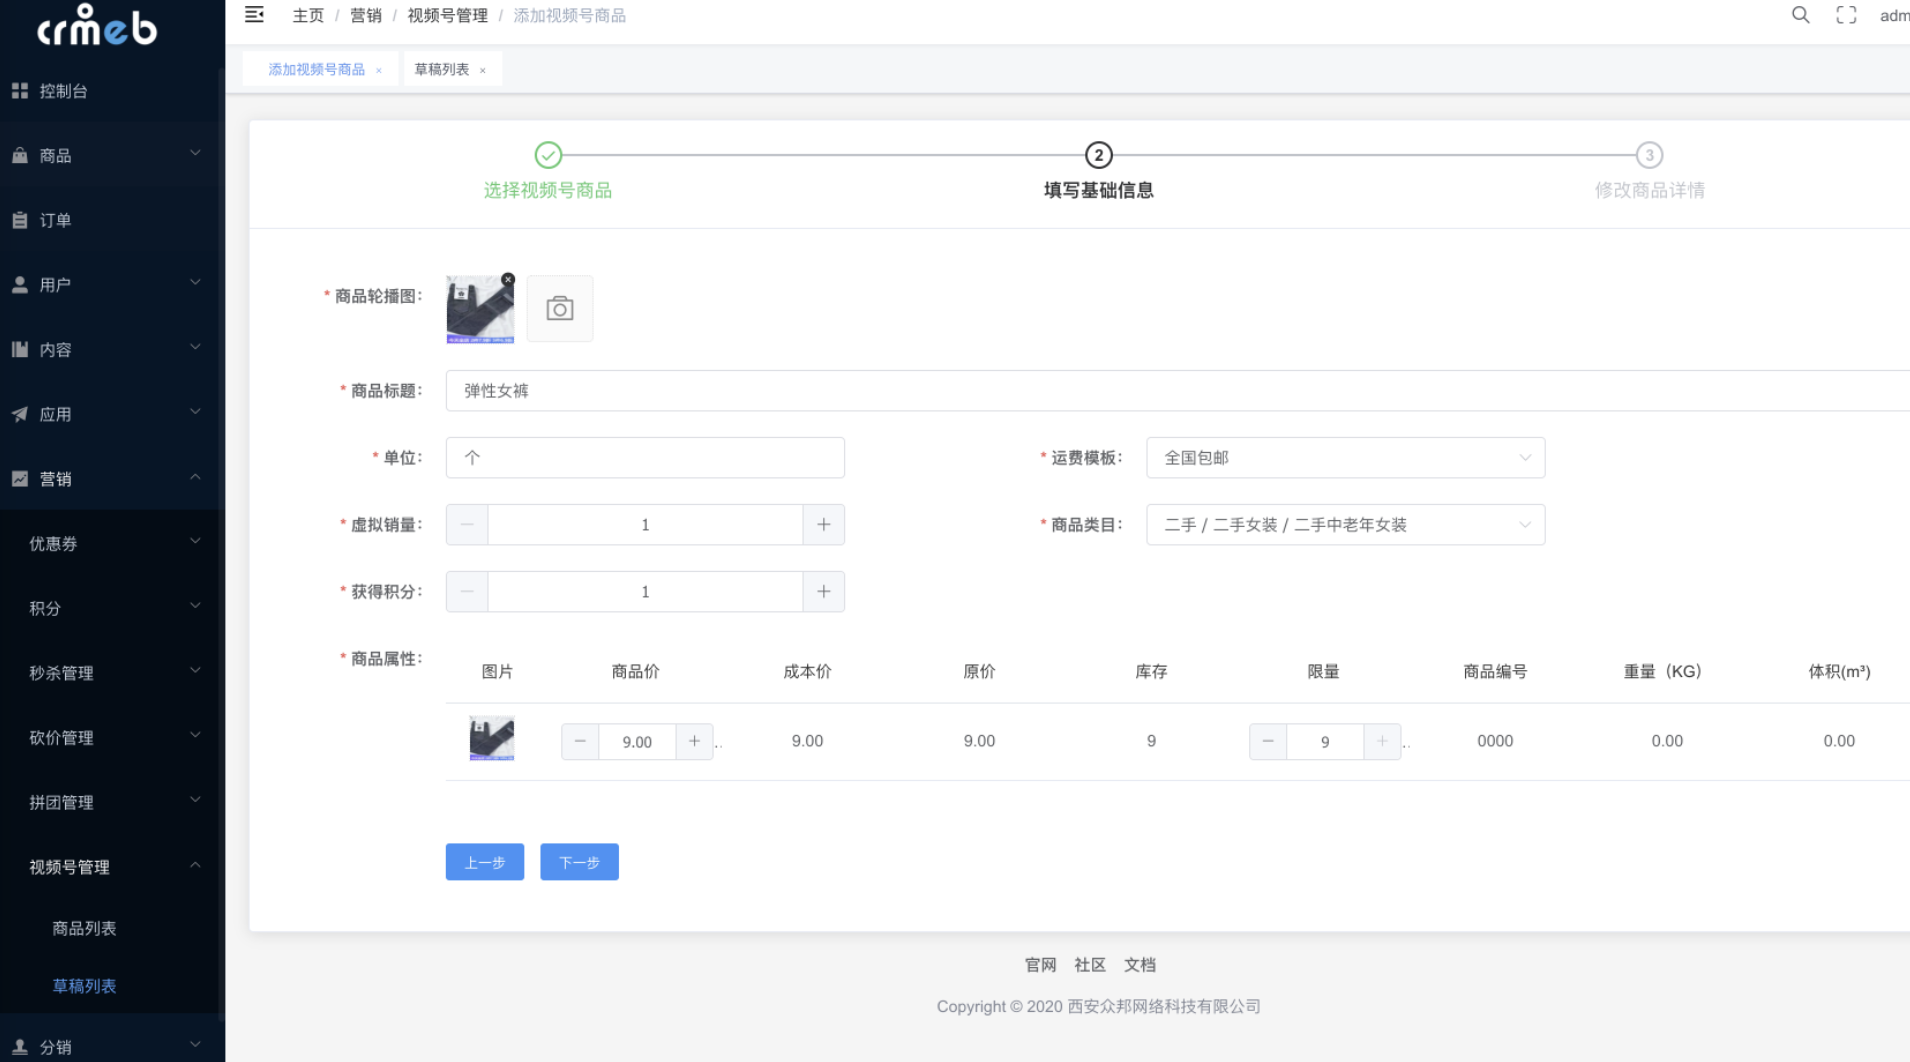 crmeb
主页 / 营销 / 视频号管理 / 添加视频号商品
adm
添加视频号商品 ×
草稿列表 ×
控制台
商品
订单
用户
内容
应用
营销
优惠券
积分
秒杀管理
砍价管理
拼团管理
视频号管理
商品列表
草稿列表
分销
选择视频号商品
2
填写基础信息
3
修改商品详情
* 商品轮播图：
* 商品标题： 弹性女裤
* 单位： 个
* 运费模板： 全国包邮
* 虚拟销量： − 1 +
* 商品类目： 二手 / 二手女装 / 二手中老年女装
* 获得积分： − 1 +
* 商品属性：
图片 商品价 成本价 原价 库存 限量 商品编号 重量（KG） 体积(m³)
− 9.00 + .. 9.00 9.00 9 − 9 + .. 0000 0.00 0.00
上一步 下一步
官网 社区 文档
Copyright © 2020 西安众邦网络科技有限公司